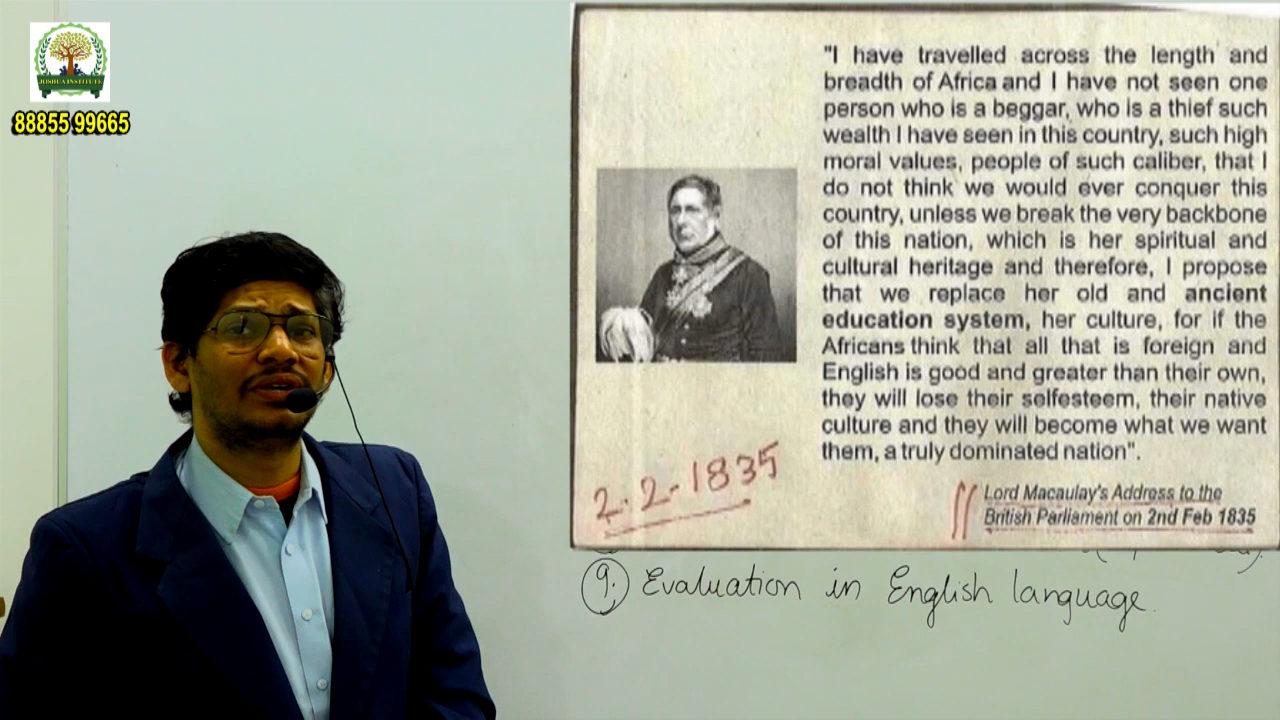 JOSHUA INSTITUTE
88855 99665
"I have travelled across the length and
breadth of Africa and I have not seen one
person who is a beggar, who is a thief such
wealth I have seen in this country, such high
moral values, people of such caliber, that I
do not think we would ever conquer this
country, unless we break the very backbone
of this nation, which is her spiritual and
cultural heritage and therefore, I propose
that we replace her old and ancient
education system, her culture, for if the
Africans think that all that is foreign and
English is good and greater than their own,
they will lose their selfesteem, their native
culture and they will become what we want
them, a truly dominated nation".
2.2.1835
Lord Macaulay's Address to the
British Parliament on 2nd Feb 1835
9. Evaluation in English language.